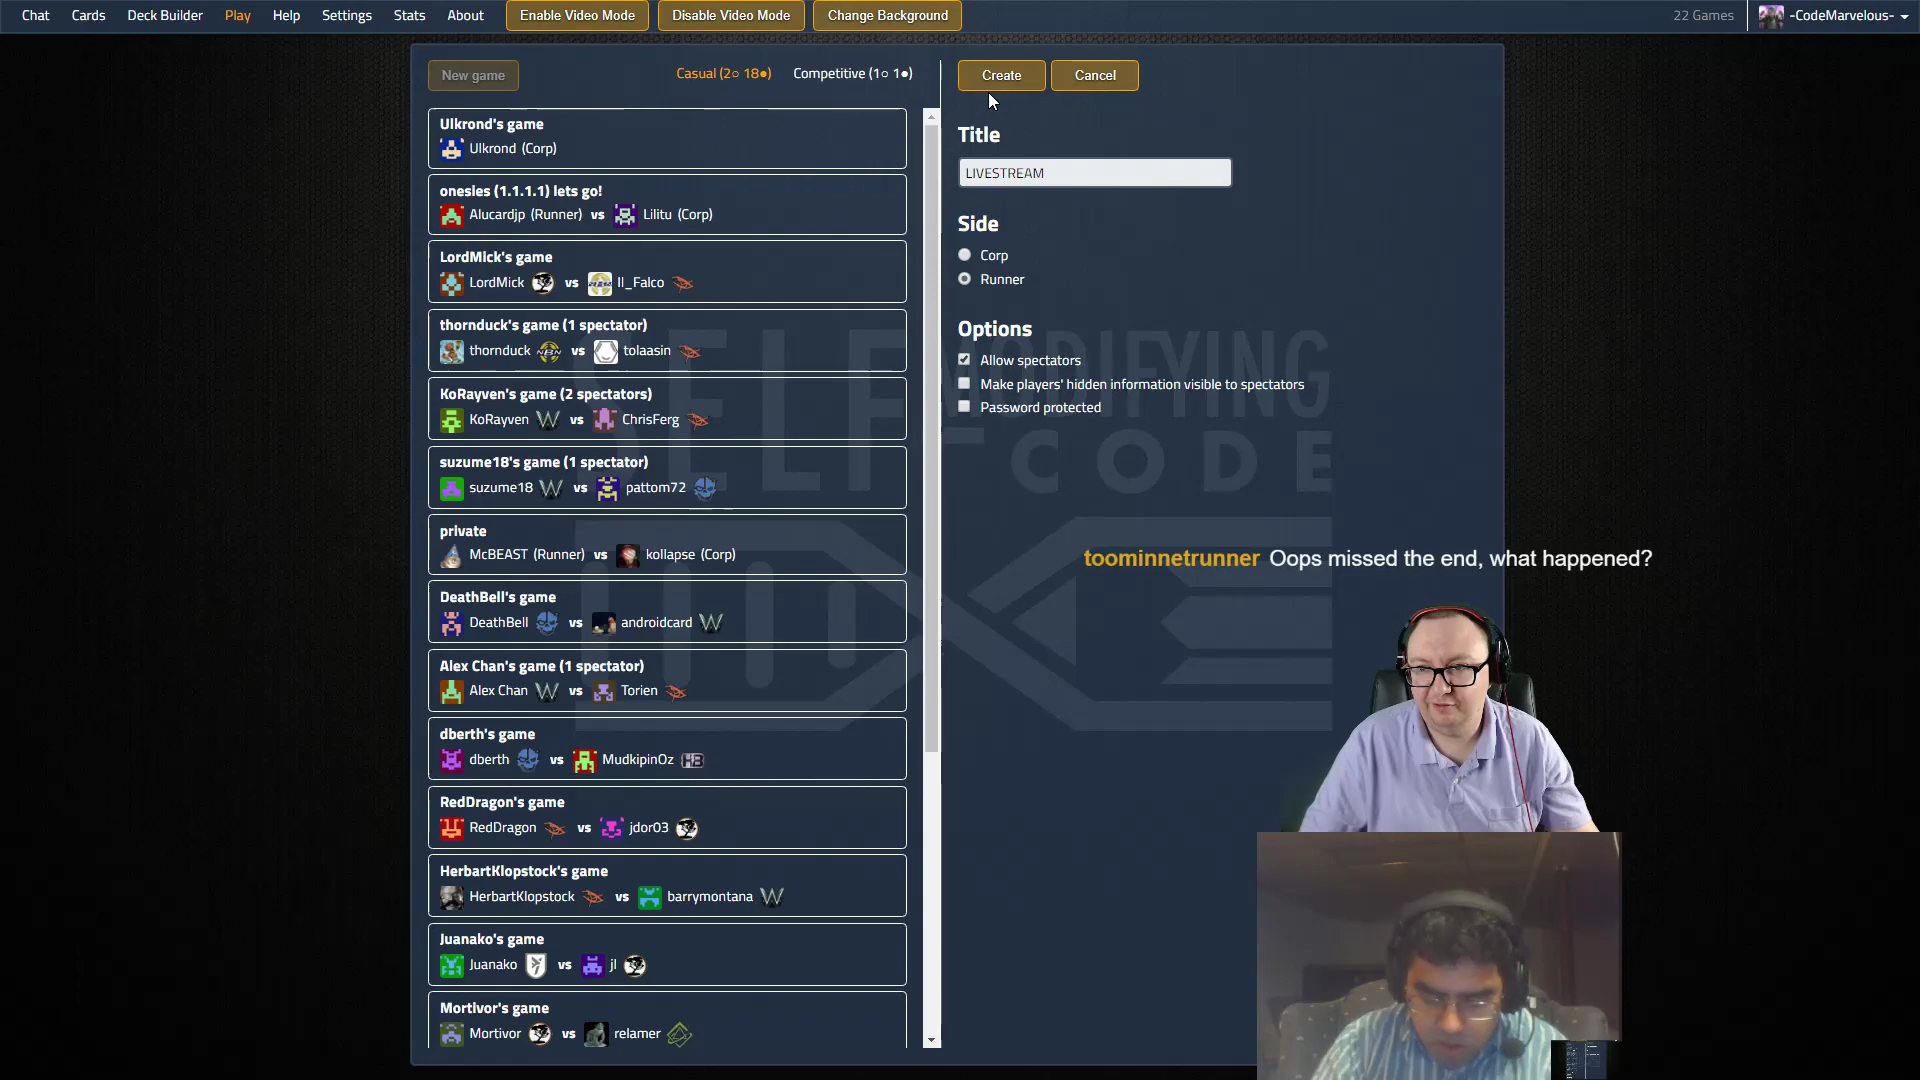 Chat Cards Deck Builder Play Help Settings Stats About Enable Video Mode Disable Video Mode Change Background 22 Games -CodeMarvelous-
New game Casual (2○ 18●) Competitive (1○ 1●)
Ulkrond's game
Ulkrond (Corp)
onesies (1.1.1.1) lets go!
Alucardjp (Runner) vs Lilitu (Corp)
LordMick's game
LordMick vs Il_Falco
thornduck's game (1 spectator)
thornduck NBN vs tolaasin
KoRayven's game (2 spectators)
KoRayven vs ChrisFerg
suzume18's game (1 spectator)
suzume18 vs pattom72
private
McBEAST (Runner) vs kollapse (Corp)
DeathBell's game
DeathBell vs androidcard
Alex Chan's game (1 spectator)
Alex Chan vs Torien
dberth's game
dberth vs MudkipinOz HB
RedDragon's game
RedDragon vs jdor03
HerbartKlopstock's game
HerbartKlopstock vs barrymontana
Juanako's game
Juanako vs jl
Mortivor's game
Mortivor vs relamer
Create Cancel
Title
LIVESTREAM
Side
Corp
Runner
Options
Allow spectators
Make players' hidden information visible to spectators
Password protected
SELF MODIFYING
CODE
toominnetrunner Oops missed the end, what happened?